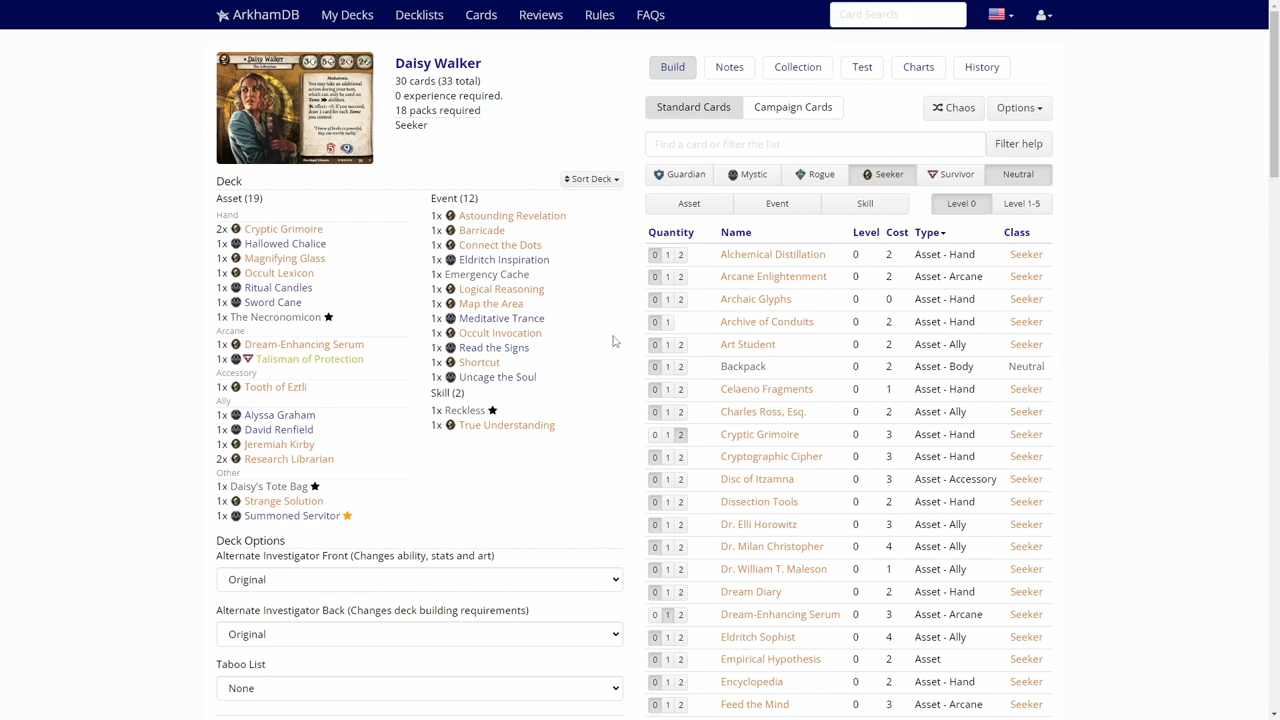 ArkhamDB My Decks Decklists Cards Reviews Rules FAQs Card Search
Daisy Walker
The Librarian
Daisy Walker
30 cards (33 total)
0 experience required.
18 packs required
Seeker
Build Notes Collection Test Charts History
Standard Cards Campaign Cards Chaos Options
Find a card or filter the list Filter help
Guardian Mystic Rogue Seeker Survivor Neutral
Asset Event Skill Level 0 Level 1-5
Deck Sort Deck
Asset (19)
Hand
2x Cryptic Grimoire
1x Hallowed Chalice
1x Magnifying Glass
1x Occult Lexicon
1x Ritual Candles
1x Sword Cane
1x The Necronomicon ★
Arcane
1x Dream-Enhancing Serum
1x Talisman of Protection
Accessory
1x Tooth of Eztli
Ally
1x Alyssa Graham
1x David Renfield
1x Jeremiah Kirby
2x Research Librarian
Other
1x Daisy's Tote Bag ★
1x Strange Solution
1x Summoned Servitor ★
Event (12)
1x Astounding Revelation
1x Barricade
1x Connect the Dots
1x Eldritch Inspiration
1x Emergency Cache
1x Logical Reasoning
1x Map the Area
1x Meditative Trance
1x Occult Invocation
1x Read the Signs
1x Shortcut
1x Uncage the Soul
Skill (2)
1x Reckless ★
1x True Understanding
Deck Options
Alternate Investigator Front (Changes ability, stats and art)
Original
Alternate Investigator Back (Changes deck building requirements)
Original
Taboo List
None
Quantity Name Level Cost Type Class
0 1 2 Alchemical Distillation 0 2 Asset - Hand Seeker
0 1 2 Arcane Enlightenment 0 2 Asset - Arcane Seeker
0 1 2 Archaic Glyphs 0 0 Asset - Hand Seeker
0 1 Archive of Conduits 0 2 Asset - Hand Seeker
0 1 2 Art Student 0 2 Asset - Ally Seeker
0 1 2 Backpack 0 2 Asset - Body Neutral
0 1 2 Celaeno Fragments 0 1 Asset - Hand Seeker
0 1 2 Charles Ross, Esq. 0 2 Asset - Ally Seeker
0 1 2 Cryptic Grimoire 0 3 Asset - Hand Seeker
0 1 2 Cryptographic Cipher 0 3 Asset - Hand Seeker
0 1 2 Disc of Itzamna 0 3 Asset - Accessory Seeker
0 1 2 Dissection Tools 0 2 Asset - Hand Seeker
0 1 2 Dr. Elli Horowitz 0 3 Asset - Ally Seeker
0 1 2 Dr. Milan Christopher 0 4 Asset - Ally Seeker
0 1 2 Dr. William T. Maleson 0 1 Asset - Ally Seeker
0 1 2 Dream Diary 0 2 Asset - Hand Seeker
0 1 2 Dream-Enhancing Serum 0 3 Asset - Arcane Seeker
0 1 2 Eldritch Sophist 0 4 Asset - Ally Seeker
0 1 2 Empirical Hypothesis 0 2 Asset Seeker
0 1 2 Encyclopedia 0 2 Asset - Hand Seeker
0 1 2 Feed the Mind 0 3 Asset - Arcane Seeker